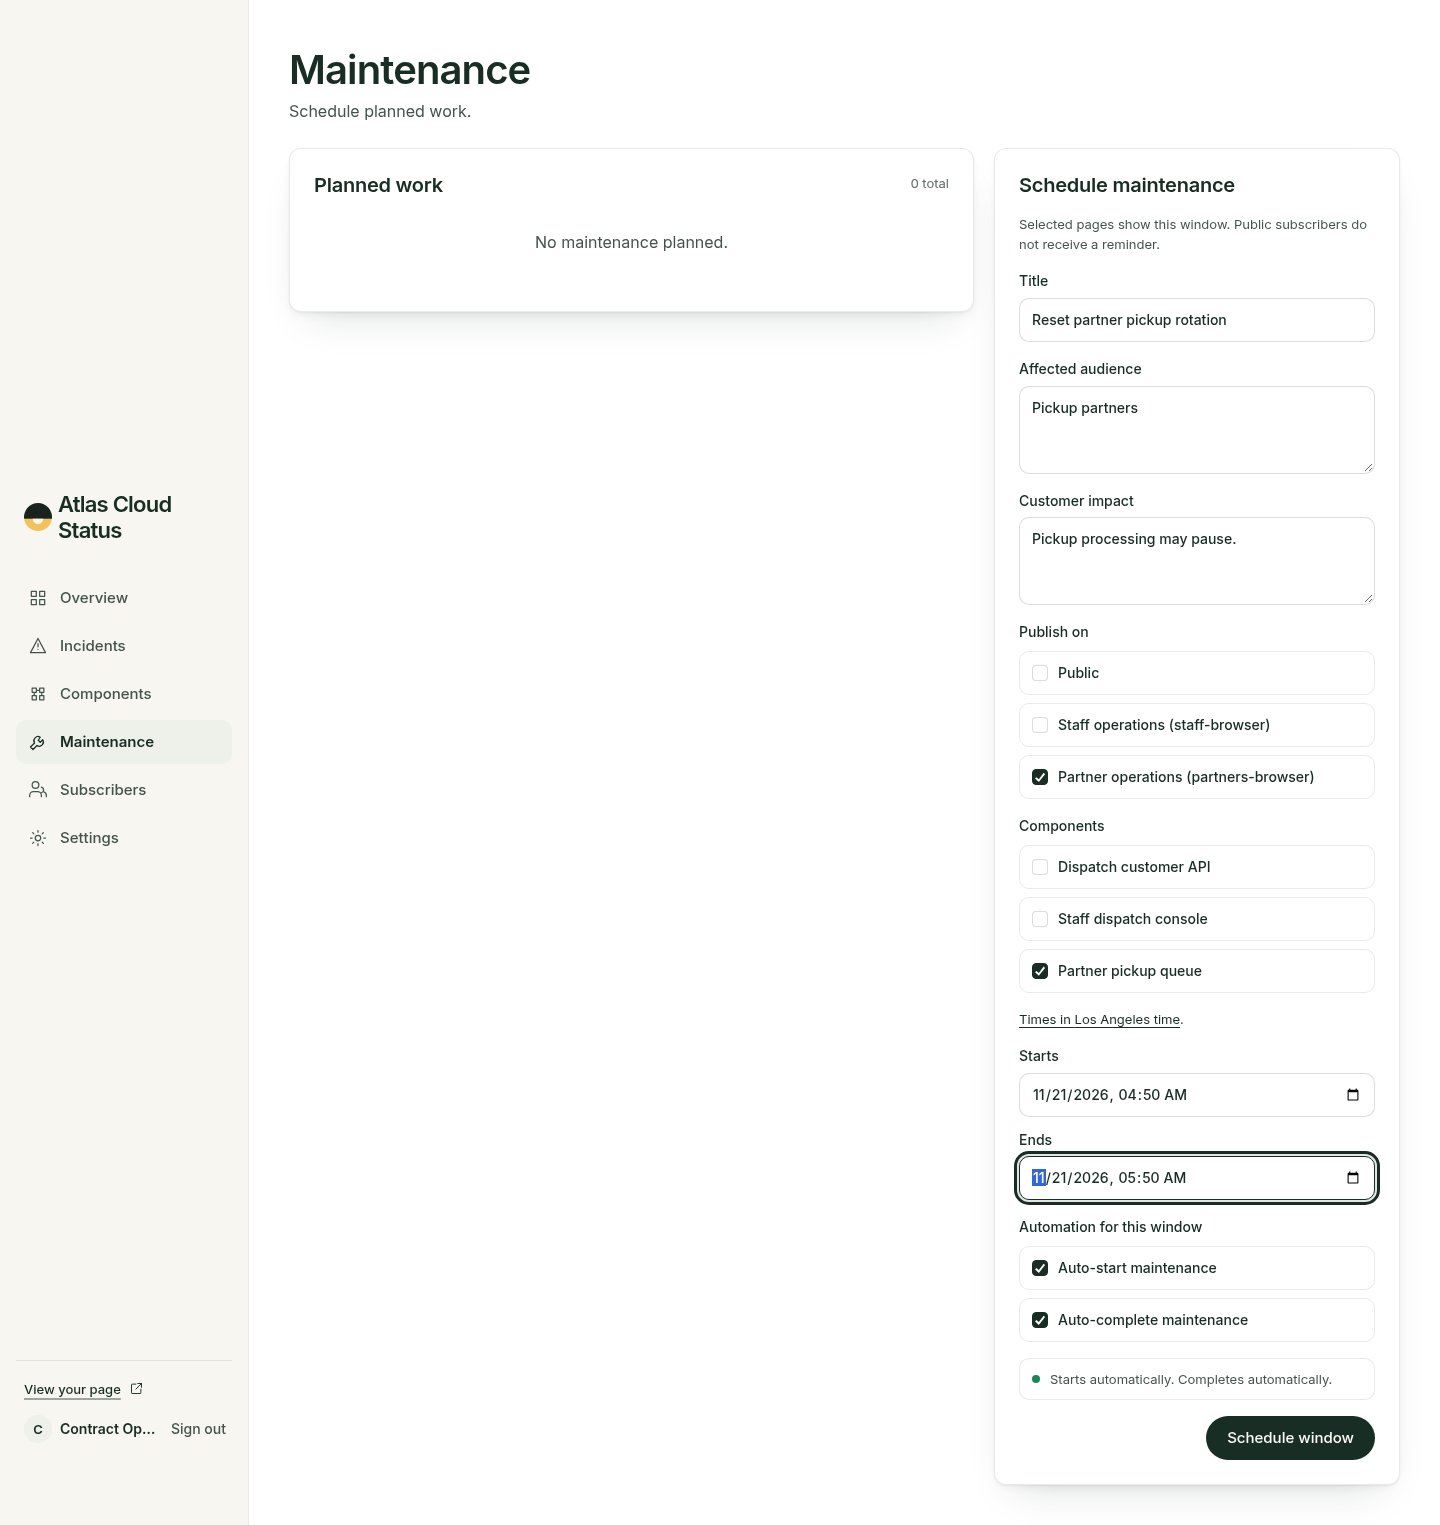 Atlas Cloud
Status
Overview
Incidents
Components
Maintenance
Subscribers
Settings
View your page
C
Contract Op...
Sign out
Maintenance
Schedule planned work.
Planned work
0 total
No maintenance planned.
Schedule maintenance
Selected pages show this window. Public subscribers do
not receive a reminder.
Title
Reset partner pickup rotation
Affected audience
Pickup partners
Customer impact
Pickup processing may pause.
Publish on
Public
Staff operations (staff-browser)
Partner operations (partners-browser)
Components
Dispatch customer API
Staff dispatch console
Partner pickup queue
Times in Los Angeles time.
Starts
11/21/2026, 04:50 AM
Ends
11/21/2026, 05:50 AM
Automation for this window
Auto-start maintenance
Auto-complete maintenance
Starts automatically. Completes automatically.
Schedule window